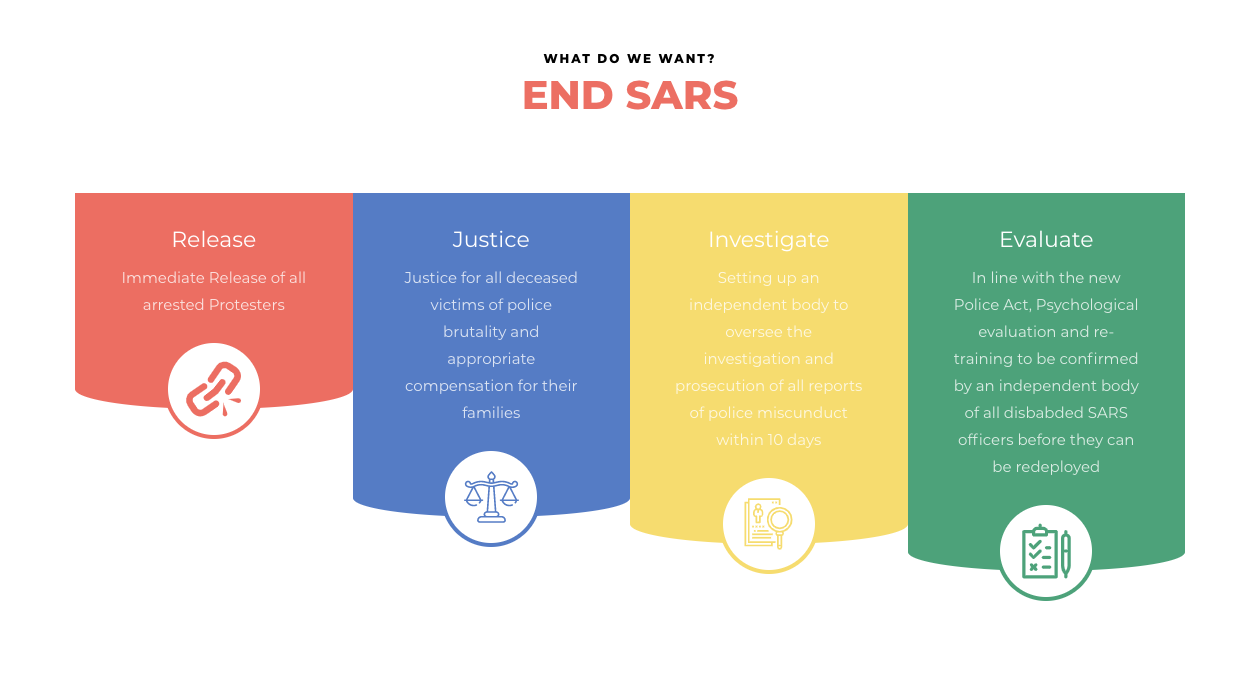 WHAT DO WE WANT?
END SARS
Release
Immediate Release of all
arrested Protesters
Justice
Justice for all deceased
victims of police
brutality and
appropriate
compensation for their
families
Investigate
Setting up an
independent body to
oversee the
investigation and
prosecution of all reports
of police miscunduct
within 10 days
Evaluate
In line with the new
Police Act, Psychological
evaluation and re-
training to be confirmed
by an independent body
of all disbabded SARS
officers before they can
be redeployed